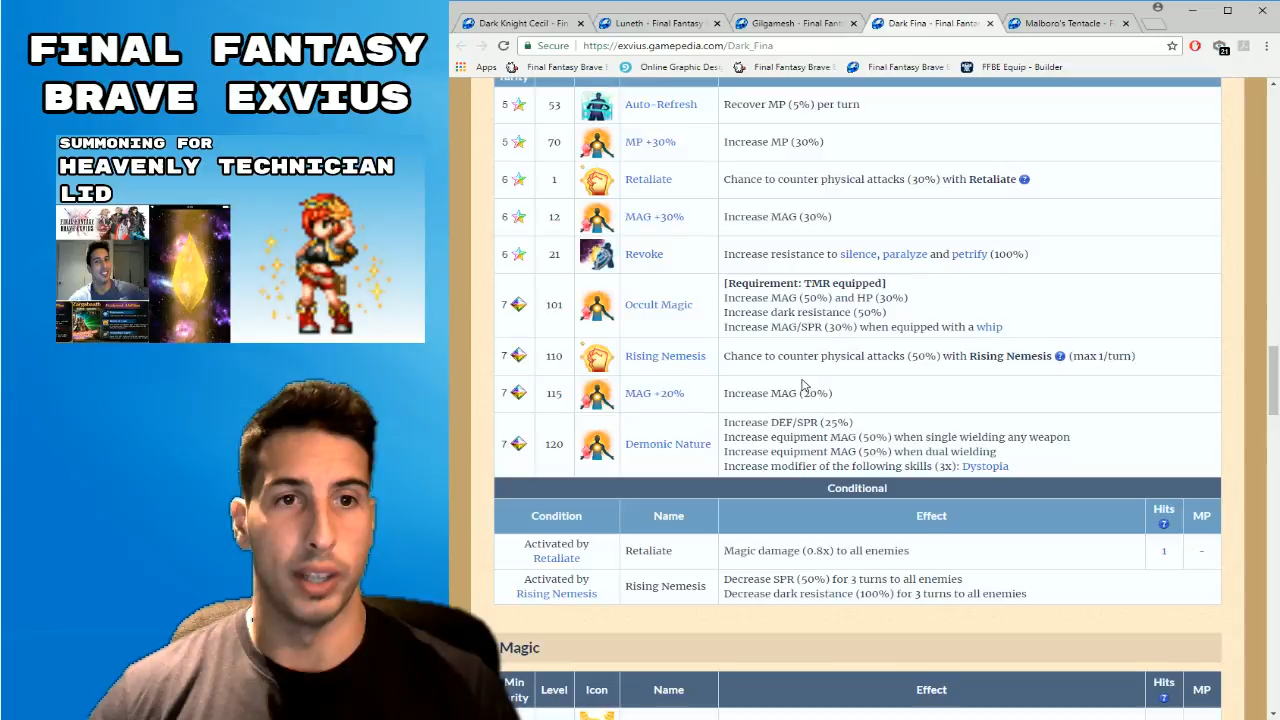 FINAL FANTASY
BRAVE EXVIUS
SUMMONING FOR
HEAVENLY TECHNICIAN
LID
Dark Knight Cecil - Fin
Luneth - Final Fantasy
Gilgamesh - Final Fant
Dark Fina - Final Fanta
Malboro's Tentacle - F
Secure
https://exvius.gamepedia.com/Dark_Fina
21
Apps
Final Fantasy Brave
Online Graphic Desi
Final Fantasy Brave
Final Fantasy Brave
FFBE Equip - Builder
rarity
5 53 Auto-Refresh Recover MP (5%) per turn
5 70 MP +30% Increase MP (30%)
6 1 Retaliate Chance to counter physical attacks (30%) with Retaliate
6 12 MAG +30% Increase MAG (30%)
6 21 Revoke Increase resistance to silence, paralyze and petrify (100%)
101 Occult Magic
[Requirement: TMR equipped]
Increase MAG (50%) and HP (30%)
Increase dark resistance (50%)
Increase MAG/SPR (30%) when equipped with a whip
7 110 Rising Nemesis Chance to counter physical attacks (50%) with Rising Nemesis (max 1/turn)
7 115 MAG +20% Increase MAG (20%)
7 120 Demonic Nature
Increase DEF/SPR (25%)
Increase equipment MAG (50%) when single wielding any weapon
Increase equipment MAG (50%) when dual wielding
Increase modifier of the following skills (3x): Dystopia
Conditional
Condition Name Effect Hits MP
Activated by
Retaliate
Retaliate Magic damage (0.8x) to all enemies 1 -
Activated by
Rising Nemesis
Rising Nemesis
Decrease SPR (50%) for 3 turns to all enemies
Decrease dark resistance (100%) for 3 turns to all enemies
Magic
Min
rity
Level Icon Name Effect Hits MP